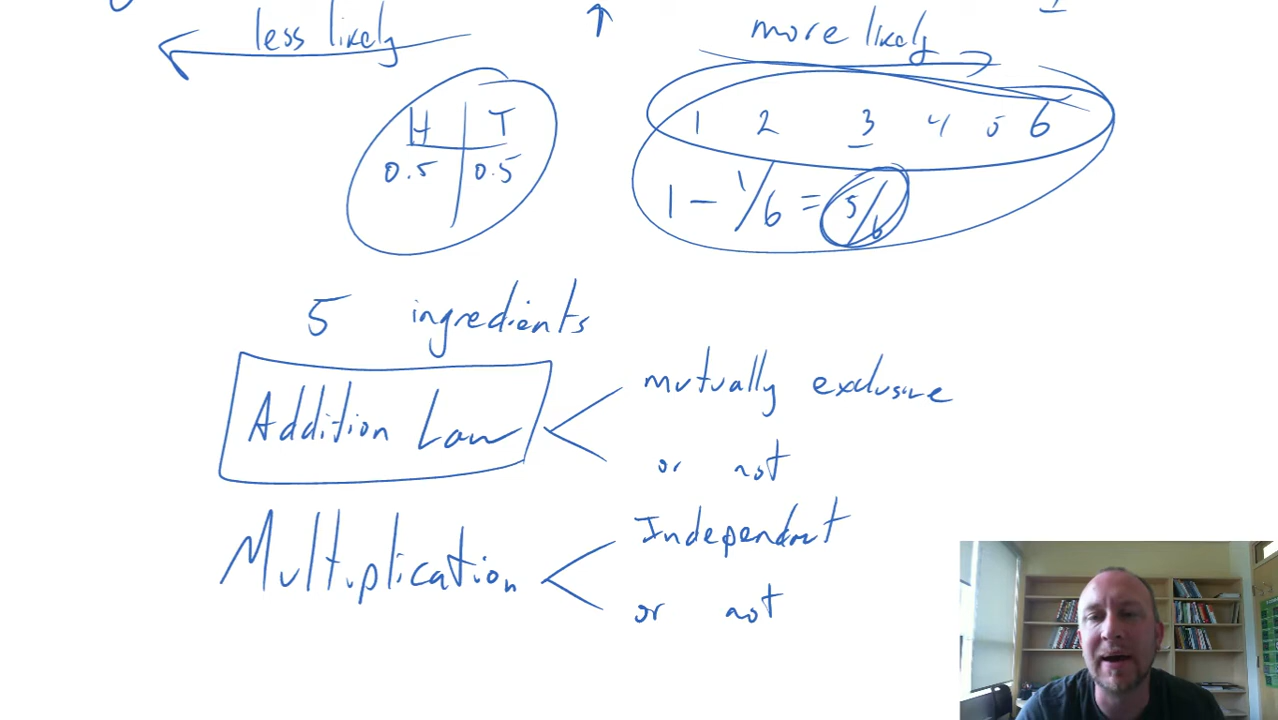 less likely
↑
more likely
H T
0.5 0.5
1 2 3 4 5 6
1 - 1/6 = 5/6
5 ingredients
Addition Law
mutually exclusive
or not
Multiplication
Independent
or not